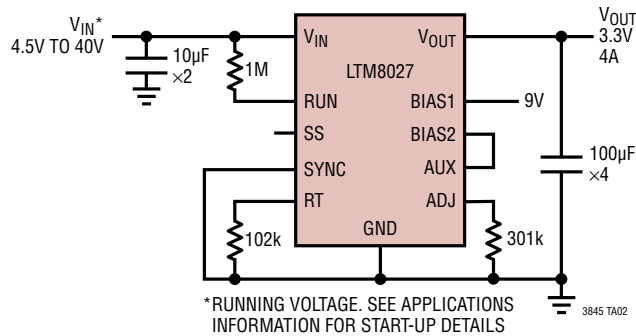 VIN*
4.5V TO 40V
10µF
×2
1M
VIN
RUN
SS
SYNC
RT
LTM8027
GND
VOUT
BIAS1
BIAS2
AUX
ADJ
9V
VOUT
3.3V
4A
100µF
×4
102k
301k
*RUNNING VOLTAGE. SEE APPLICATIONS
INFORMATION FOR START-UP DETAILS
3845 TA02